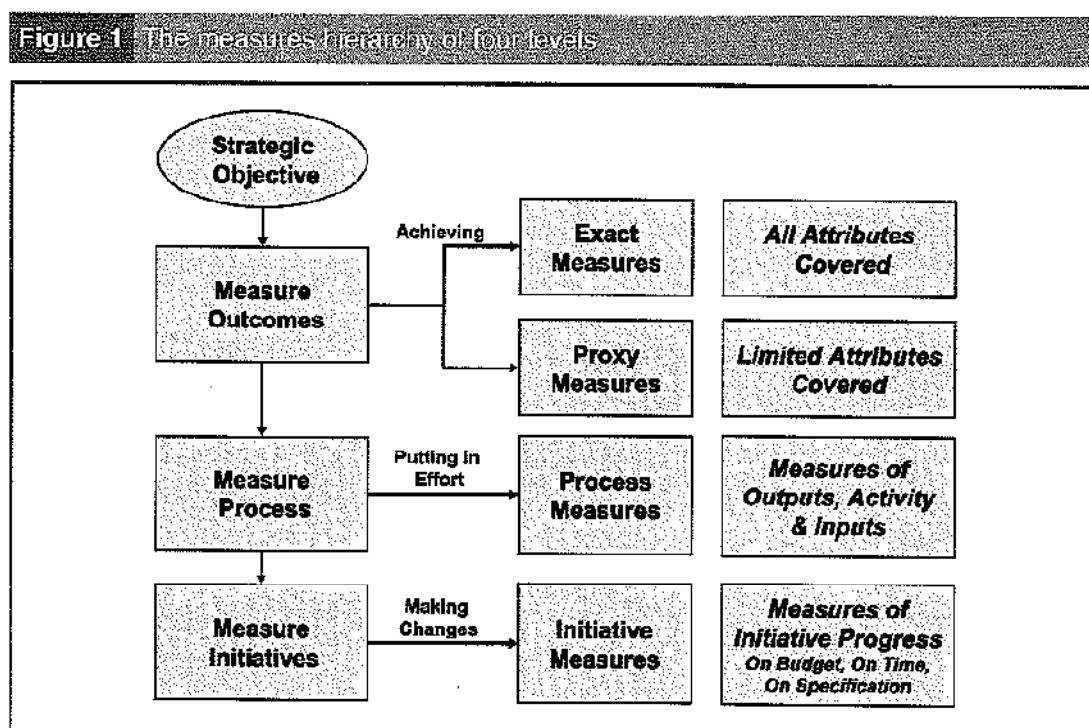 Figure 1 The measures hierarchy of four levels
Strategic
Objective
Achieving
Exact
Measures
All Attributes
Covered
Measure
Outcomes
Proxy
Measures
Limited Attributes
Covered
Measure
Process
Putting in
Effort
Process
Measures
Measures of
Outputs, Activity
& Inputs
Measure
Initiatives
Making
Changes
Initiative
Measures
Measures of
Initiative Progress
On Budget, On Time,
On Specification